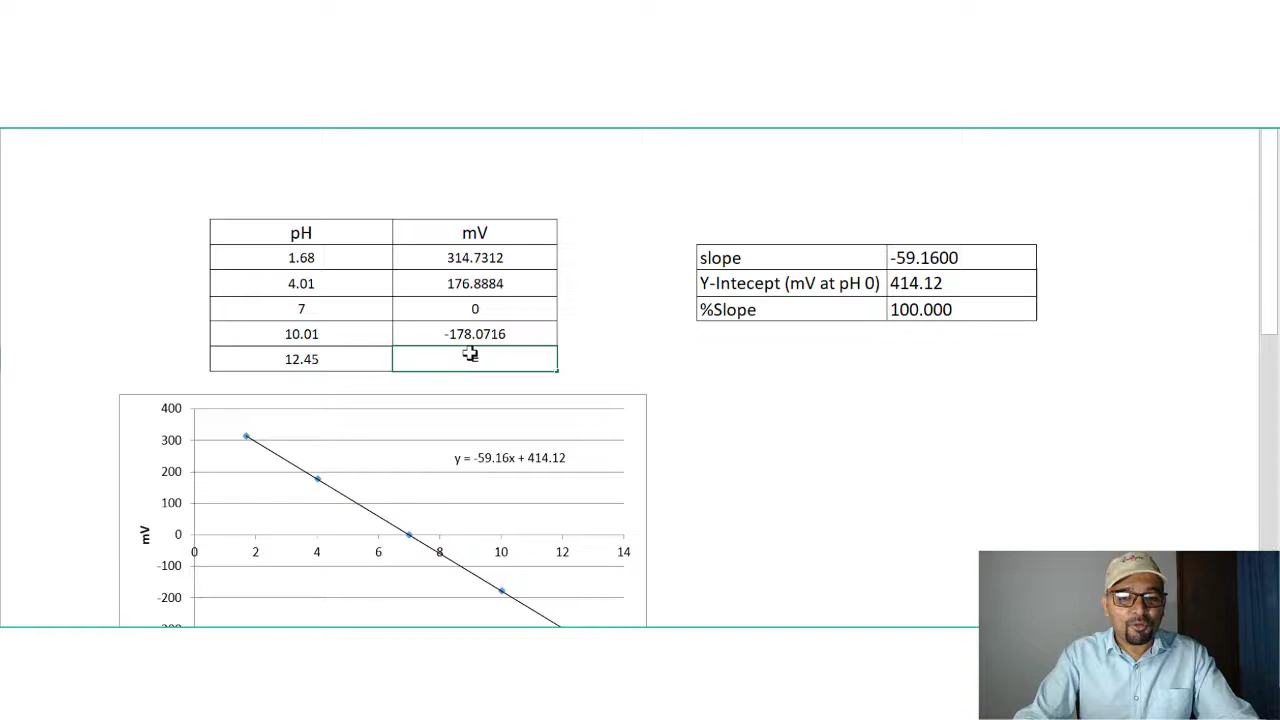 pH mV
1.68 314.7312
4.01 176.8884
7 0
10.01 -178.0716
12.45
slope -59.1600
Y-Intecept (mV at pH 0) 414.12
%Slope 100.000
400
300
y = -59.16x + 414.12
200
100
mV
0
0 2 4 6 8 10 12 14
-100
-200